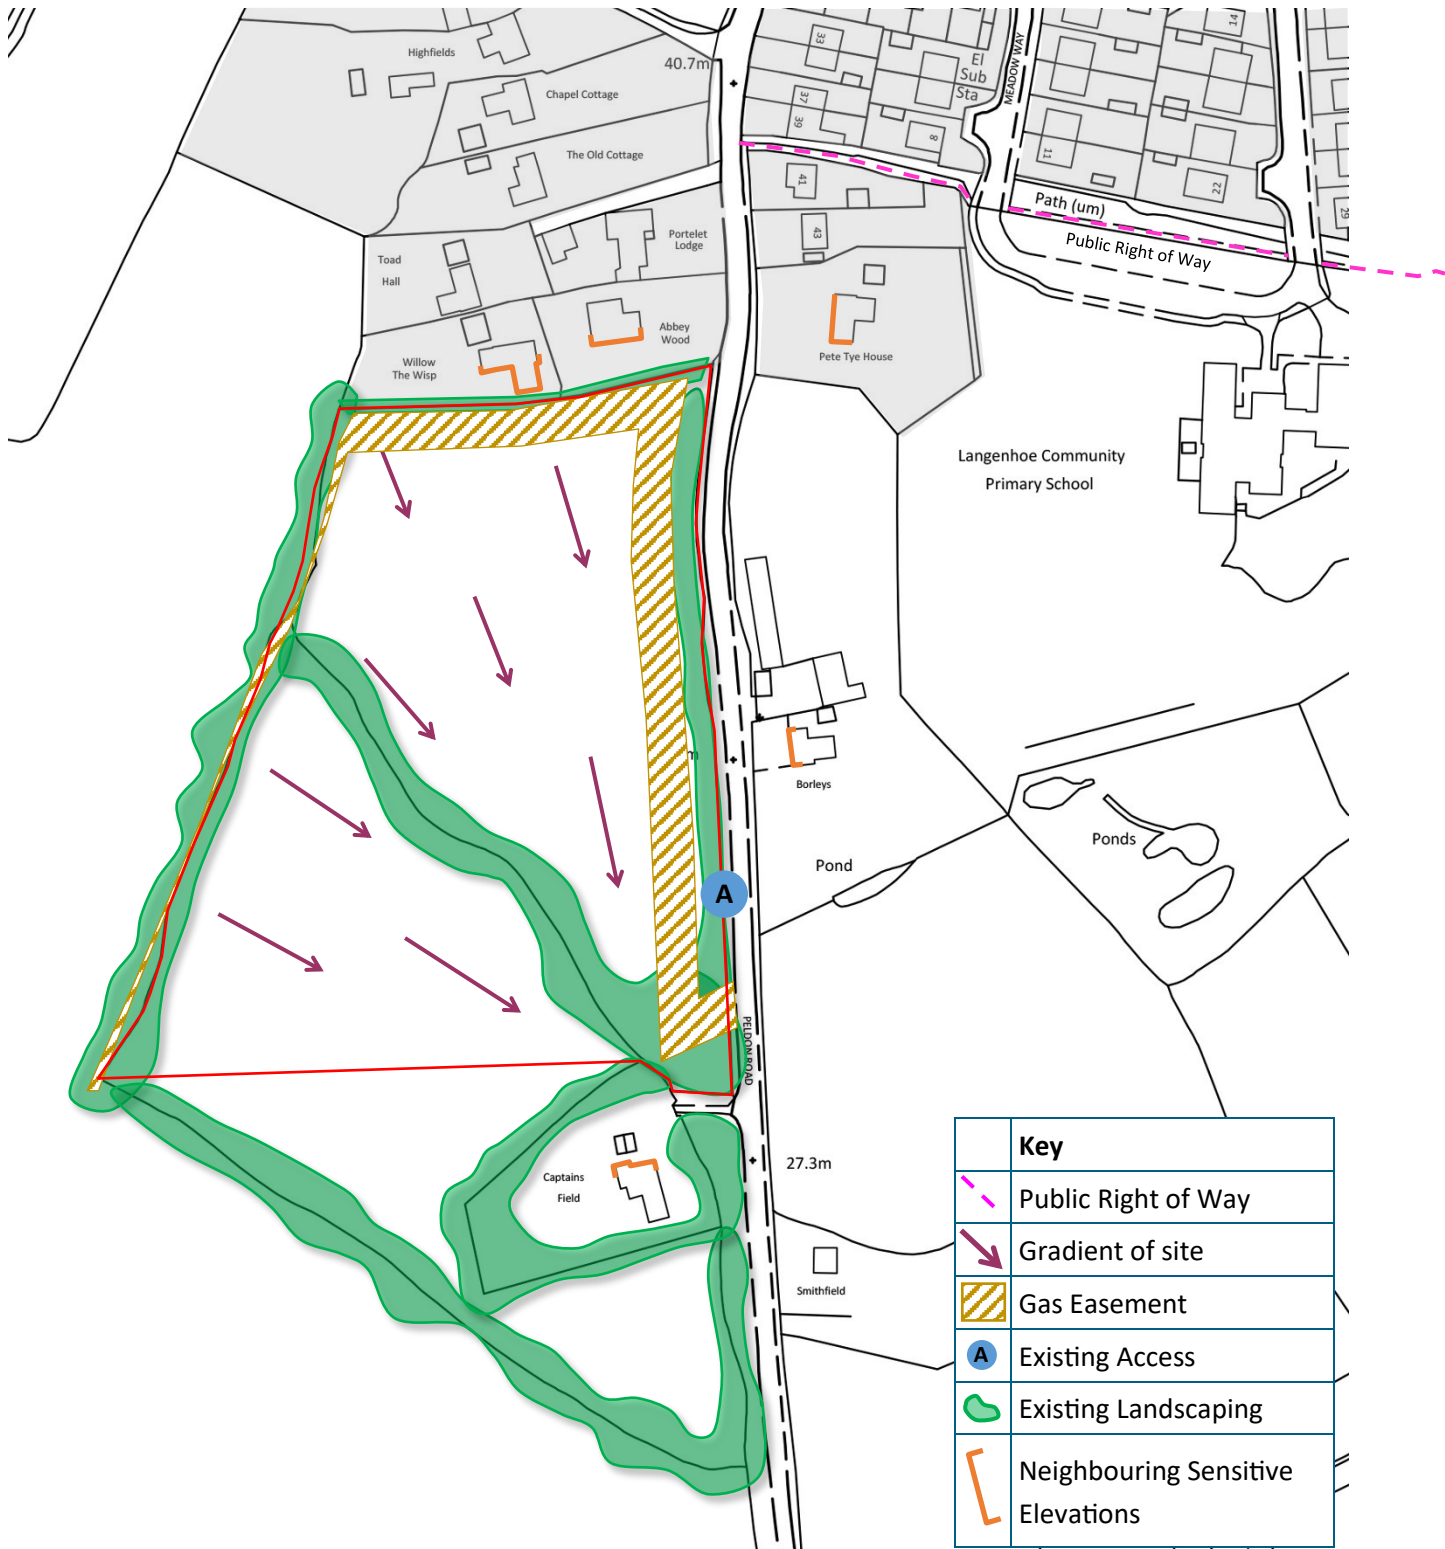 Highfields
40.7m
Chapel Cottage
The Old Cottage
33
37
39
El
Sub
Sta
8
MEADOW WAY
14
11
22
29
41
43
Path (um)
Public Right of Way
Portelet
Lodge
Toad
Hall
Abbey
Wood
Willow
The Wisp
Pete Tye House
Langenhoe Community
Primary School
m
Borleys
Pond
Ponds
A
PELDON ROAD
27.3m
Captains
Field
Smithfield
Key
Public Right of Way
Gradient of site
Gas Easement
A
Existing Access
Existing Landscaping
Neighbouring Sensitive
Elevations